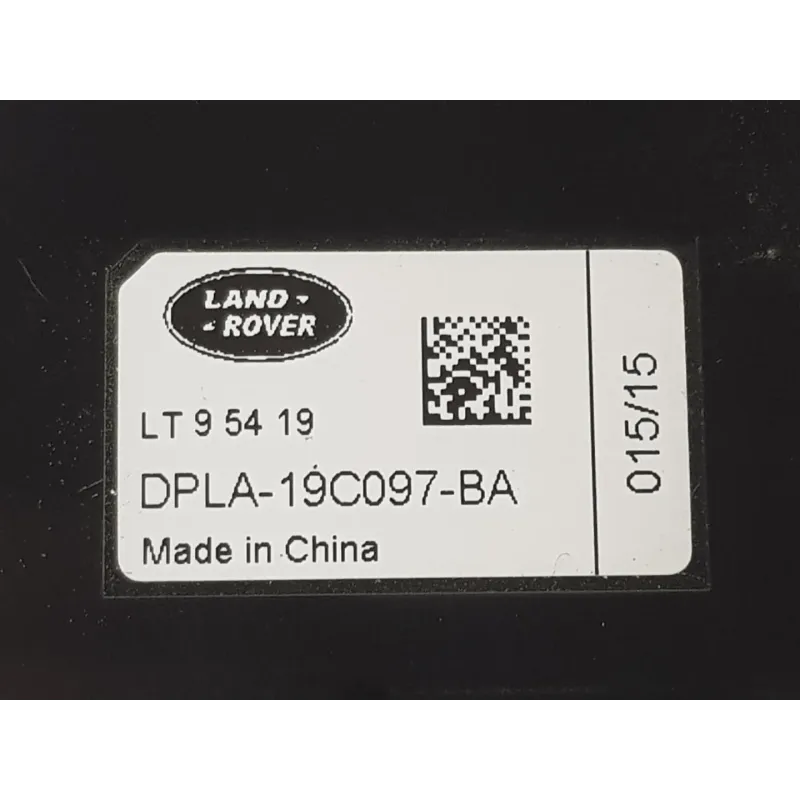 LAND
ROVER
LT 9 54 19
DPLA-19C097-BA
Made in China
015/15